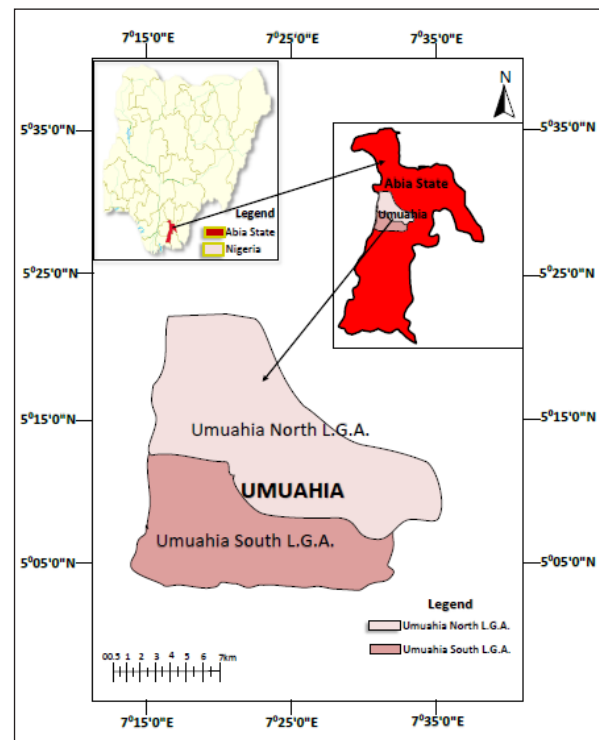 7⁰15'0"E 7⁰25'0"E 7⁰35'0"E
N
5⁰35'0"N 5⁰35'0"N
Abia State
Umuahia
Legend
Abia State
Nigeria
5⁰25'0"N 5⁰25'0"N
5⁰15'0"N 5⁰15'0"N
Umuahia North L.G.A.
UMUAHIA
Umuahia South L.G.A.
5⁰05'0"N 5⁰05'0"N
Legend
Umuahia North L.G.A.
Umuahia South L.G.A.
00.5 1 2 3 4 5 6 7km
7⁰15'0"E 7⁰25'0"E 7⁰35'0"E